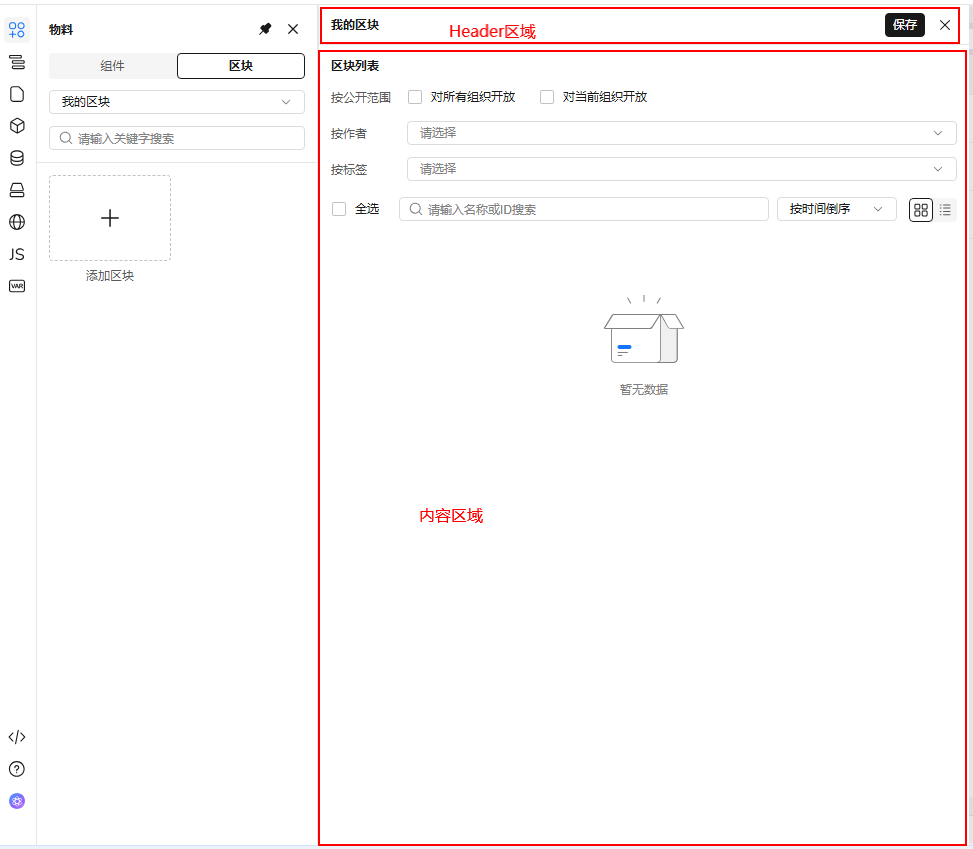 物料
组件
区块
我的区块
请输入关键字搜索
添加区块
JS
VAR
我的区块
Header区域
保存
区块列表
按公开范围
对所有组织开放
对当前组织开放
按作者
请选择
按标签
请选择
全选
请输入名称或ID搜索
按时间倒序
暂无数据
内容区域